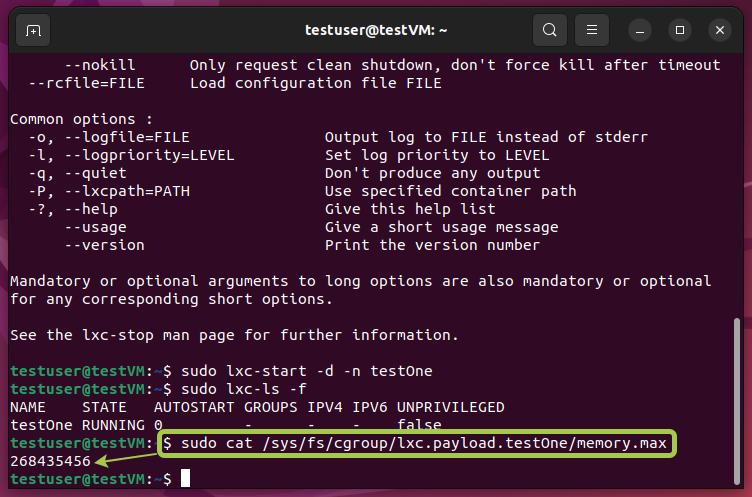 testuser@testVM: ~
--nokill Only request clean shutdown, don't force kill after timeout
--rcfile=FILE Load configuration file FILE
Common options :
-o, --logfile=FILE Output log to FILE instead of stderr
-l, --logpriority=LEVEL Set log priority to LEVEL
-q, --quiet Don't produce any output
-P, --lxcpath=PATH Use specified container path
-?, --help Give this help list
--usage Give a short usage message
--version Print the version number
Mandatory or optional arguments to long options are also mandatory or optional
for any corresponding short options.
See the lxc-stop man page for further information.
testuser@testVM:~$ sudo lxc-start -d -n testOne
testuser@testVM:~$ sudo lxc-ls -f
NAME STATE AUTOSTART GROUPS IPV4 IPV6 UNPRIVILEGED
testOne RUNNING 0 - - - false
testuser@testVM:~$ sudo cat /sys/fs/cgroup/lxc.payload.testOne/memory.max
268435456
testuser@testVM:~$